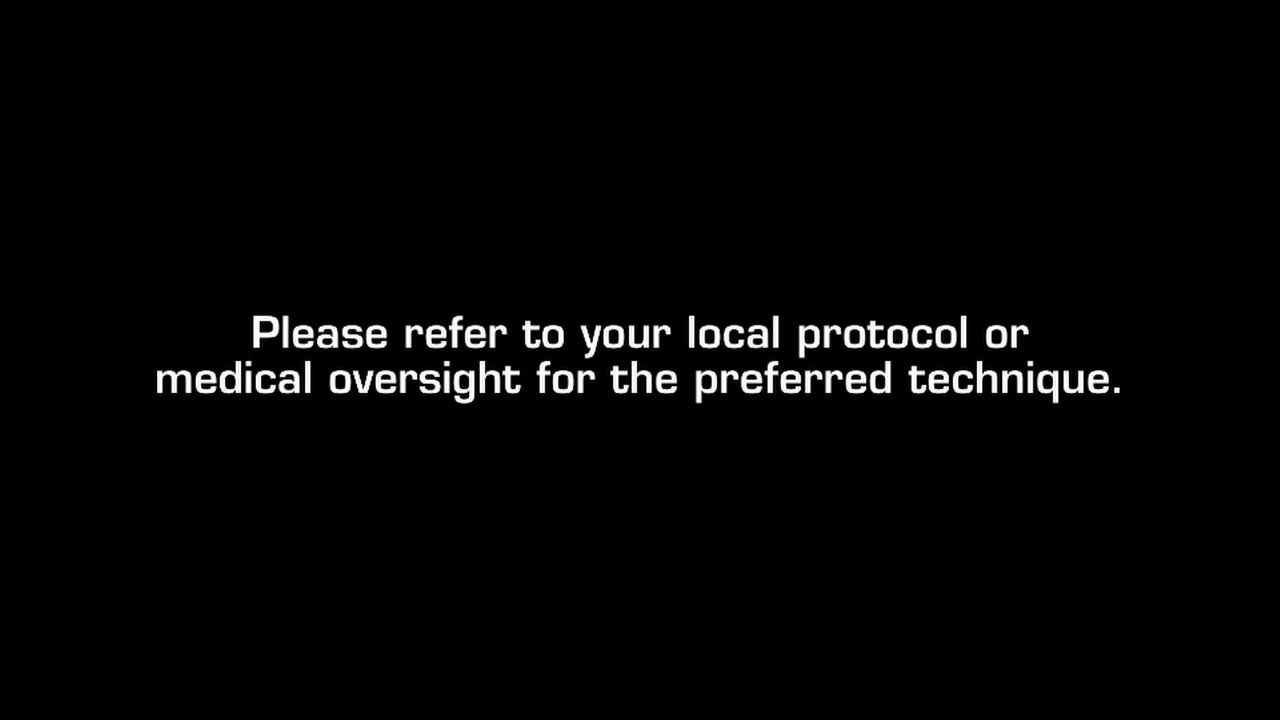 Please refer to your local protocol or
medical oversight for the preferred technique.